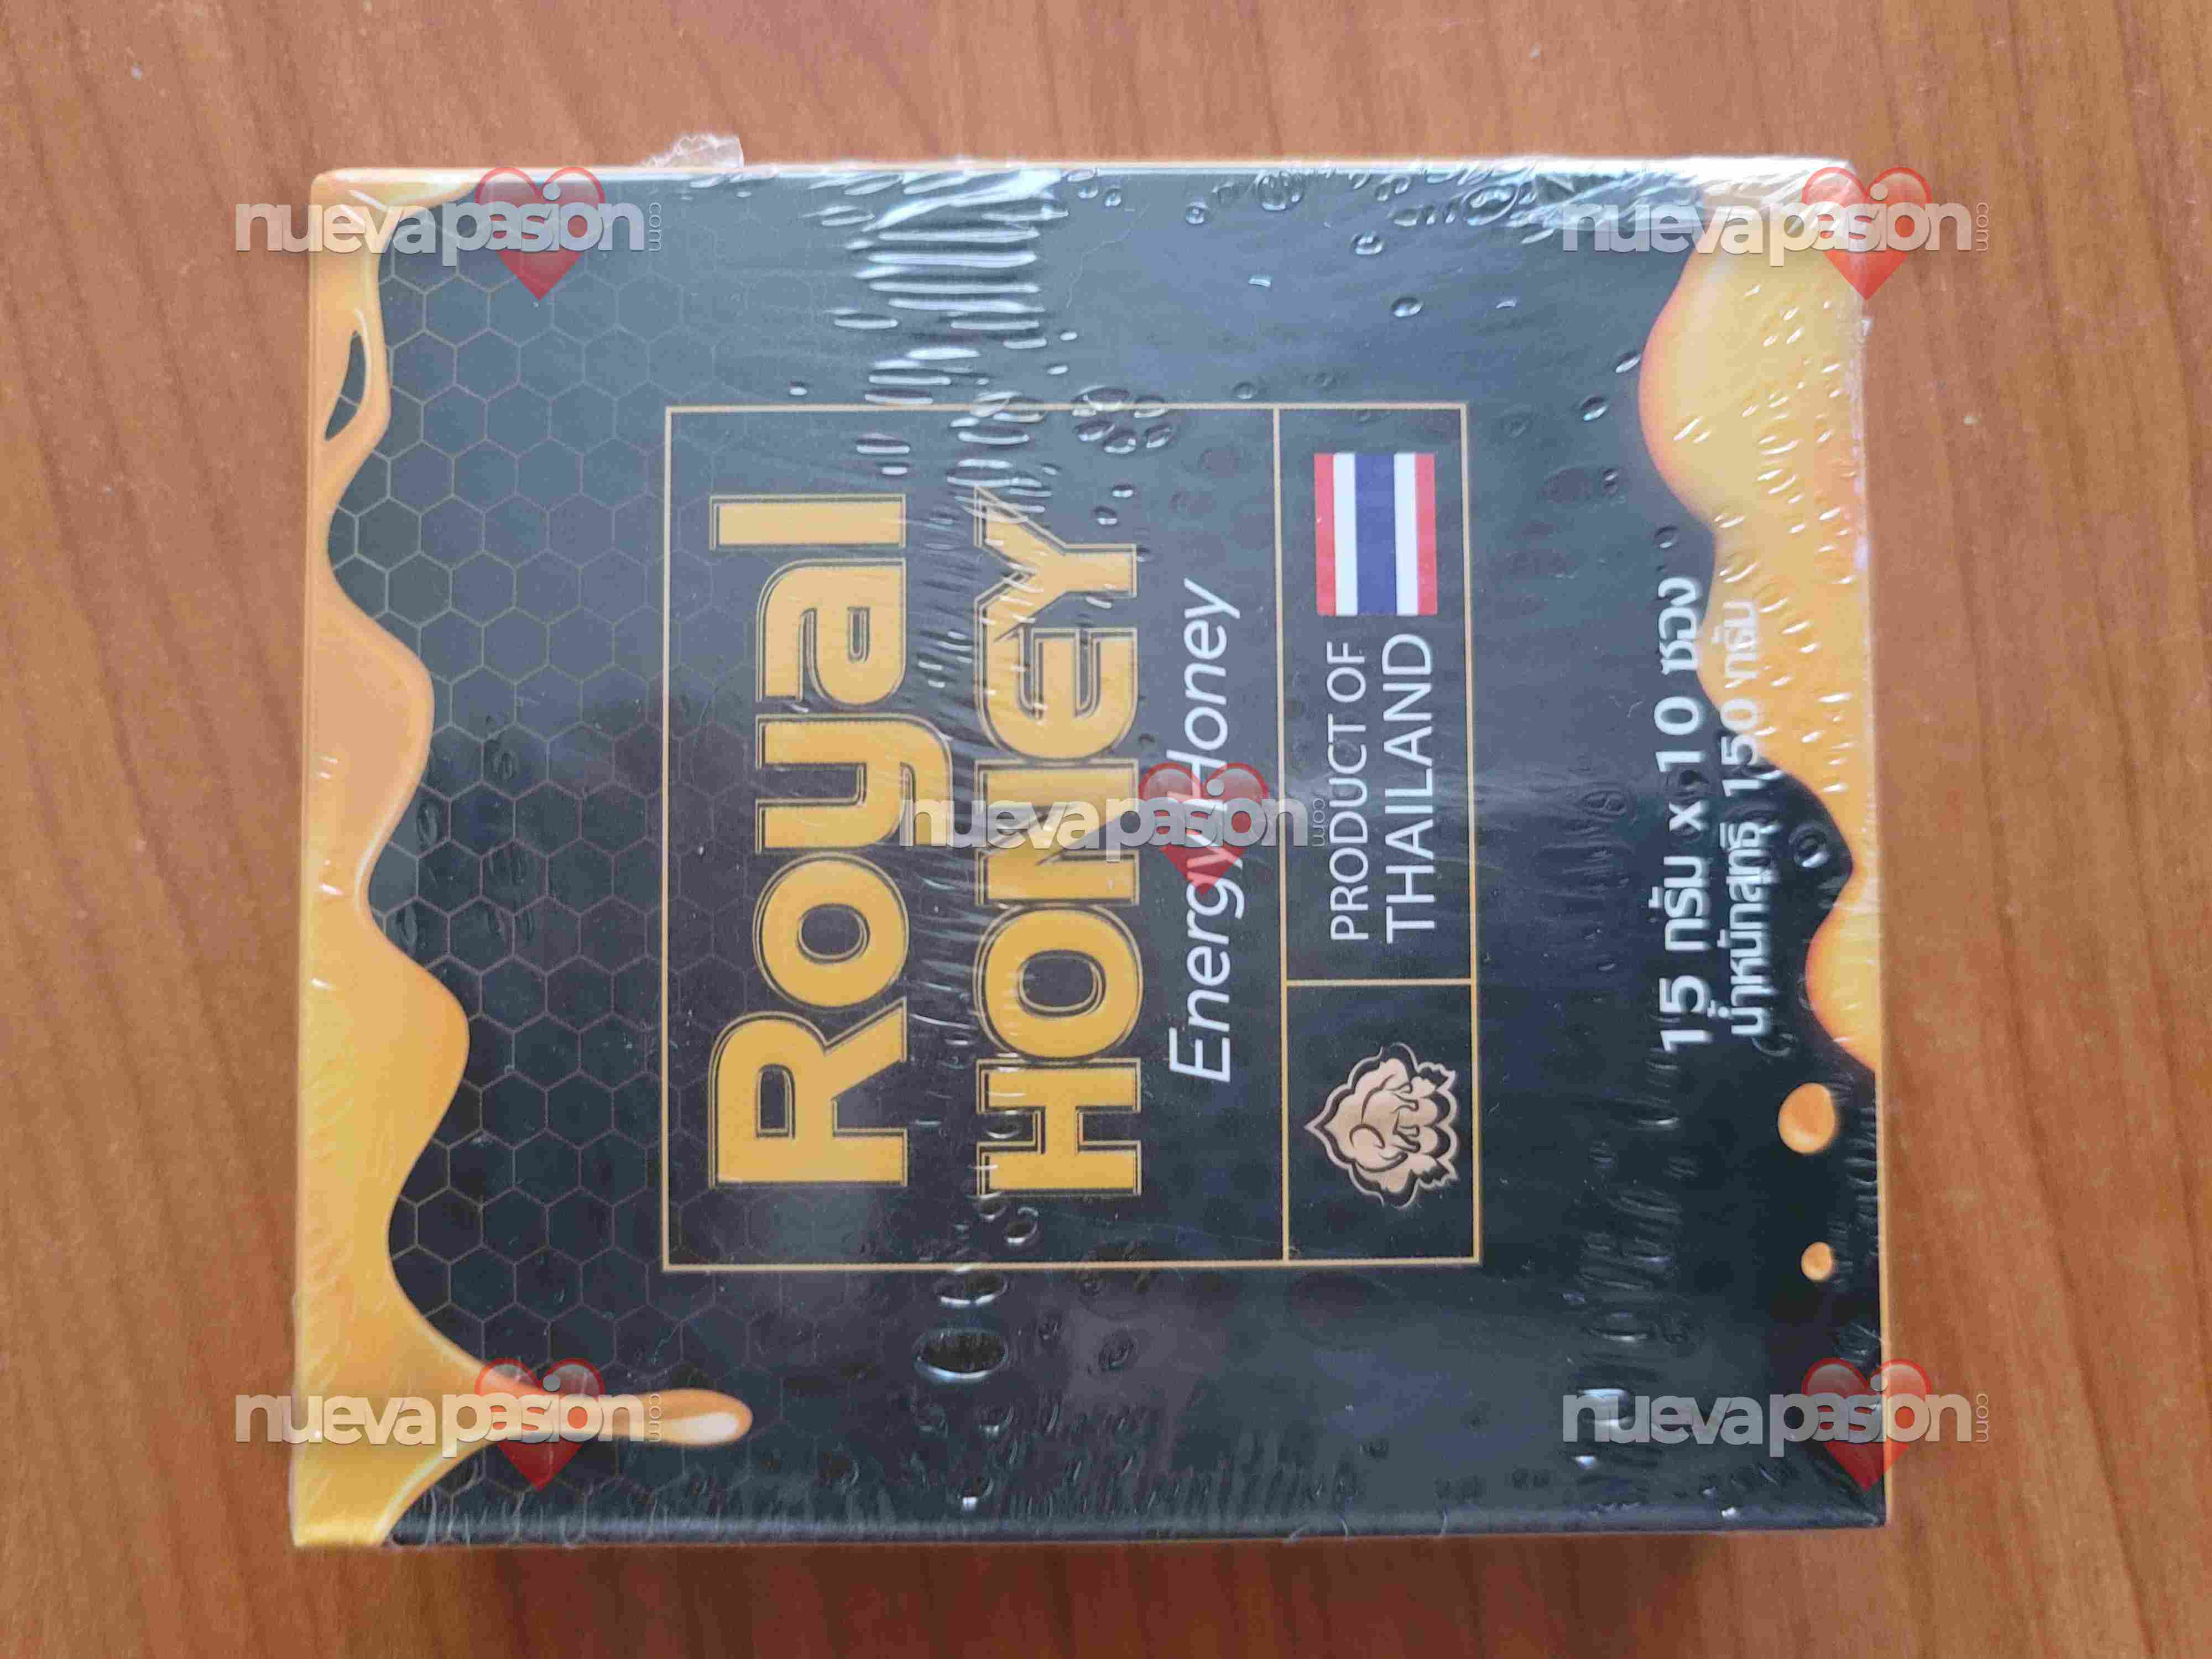 Royal
HONEY
Energy Honey
PRODUCT OF
THAILAND
15 กรัม x 10 ซอง
น้ำหนักสุทธิ 150 กรัม
nuevapasion.com
nuevapasion.com
nuevapasion.com
nuevapasion.com
nuevapasion.com